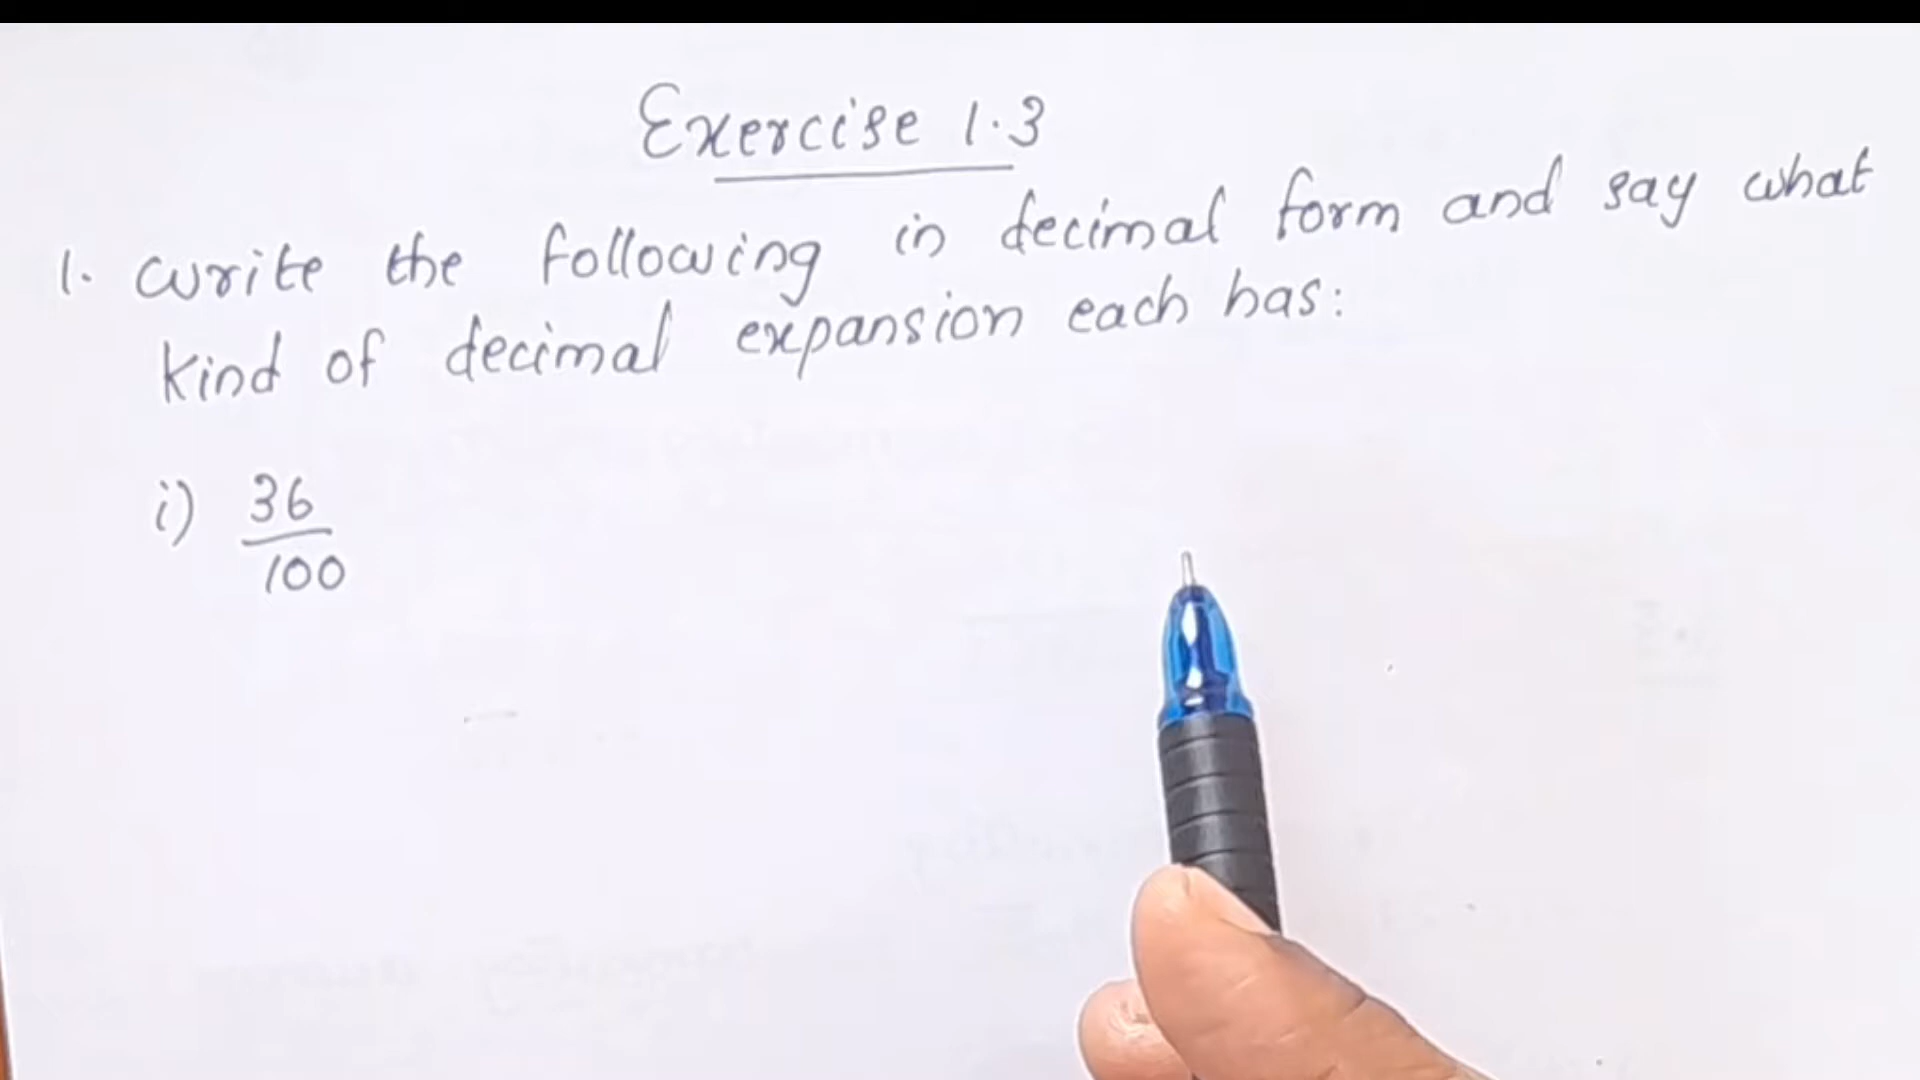 Exercise 1.3
1. Write the following in decimal form and say what
kind of decimal expansion each has:
i) 36
100